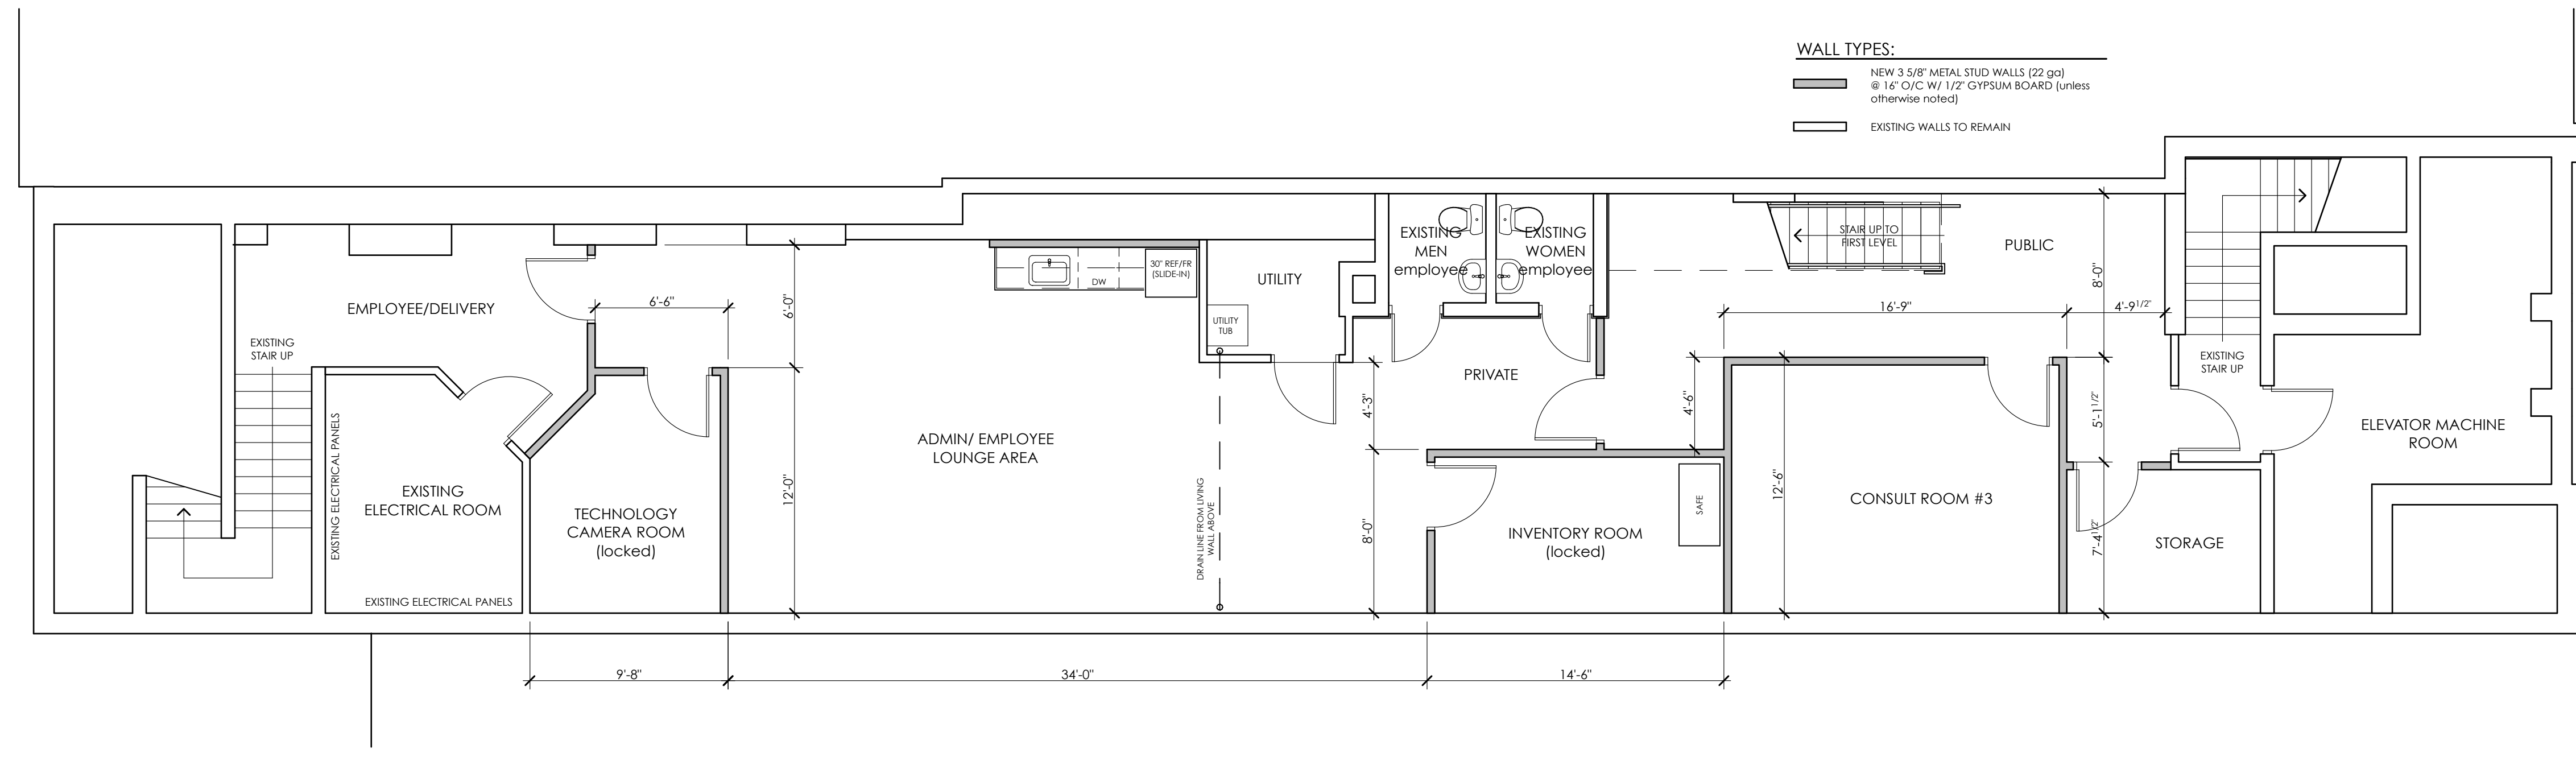 WALL TYPES:
NEW 3 5/8" METAL STUD WALLS (22 ga)
@ 16" O/C W/ 1/2" GYPSUM BOARD (unless
otherwise noted)
EXISTING WALLS TO REMAIN
EMPLOYEE/DELIVERY
EXISTING
STAIR UP
EXISTING ELECTRICAL PANELS
EXISTING
ELECTRICAL ROOM
EXISTING ELECTRICAL PANELS
6'-6"
TECHNOLOGY
CAMERA ROOM
(locked)
6'-0"
12'-0"
ADMIN/ EMPLOYEE
LOUNGE AREA
DW
30" REF/FR
(SLIDE-IN)
UTILITY
UTILITY
TUB
DRAIN LINE FROM LIVING
WALL ABOVE
4'-3"
8'-0"
EXISTING
MEN
employee
EXISTING
WOMEN
employee
PRIVATE
INVENTORY ROOM
(locked)
SAFE
4'-6"
STAIR UP TO
FIRST LEVEL
PUBLIC
16'-9"
12'-6"
CONSULT ROOM #3
8'-0"
4'-9 1/2"
5'-1 1/2"
7'-4 1/2"
STORAGE
EXISTING
STAIR UP
ELEVATOR MACHINE
ROOM
9'-8"
34'-0"
14'-6"